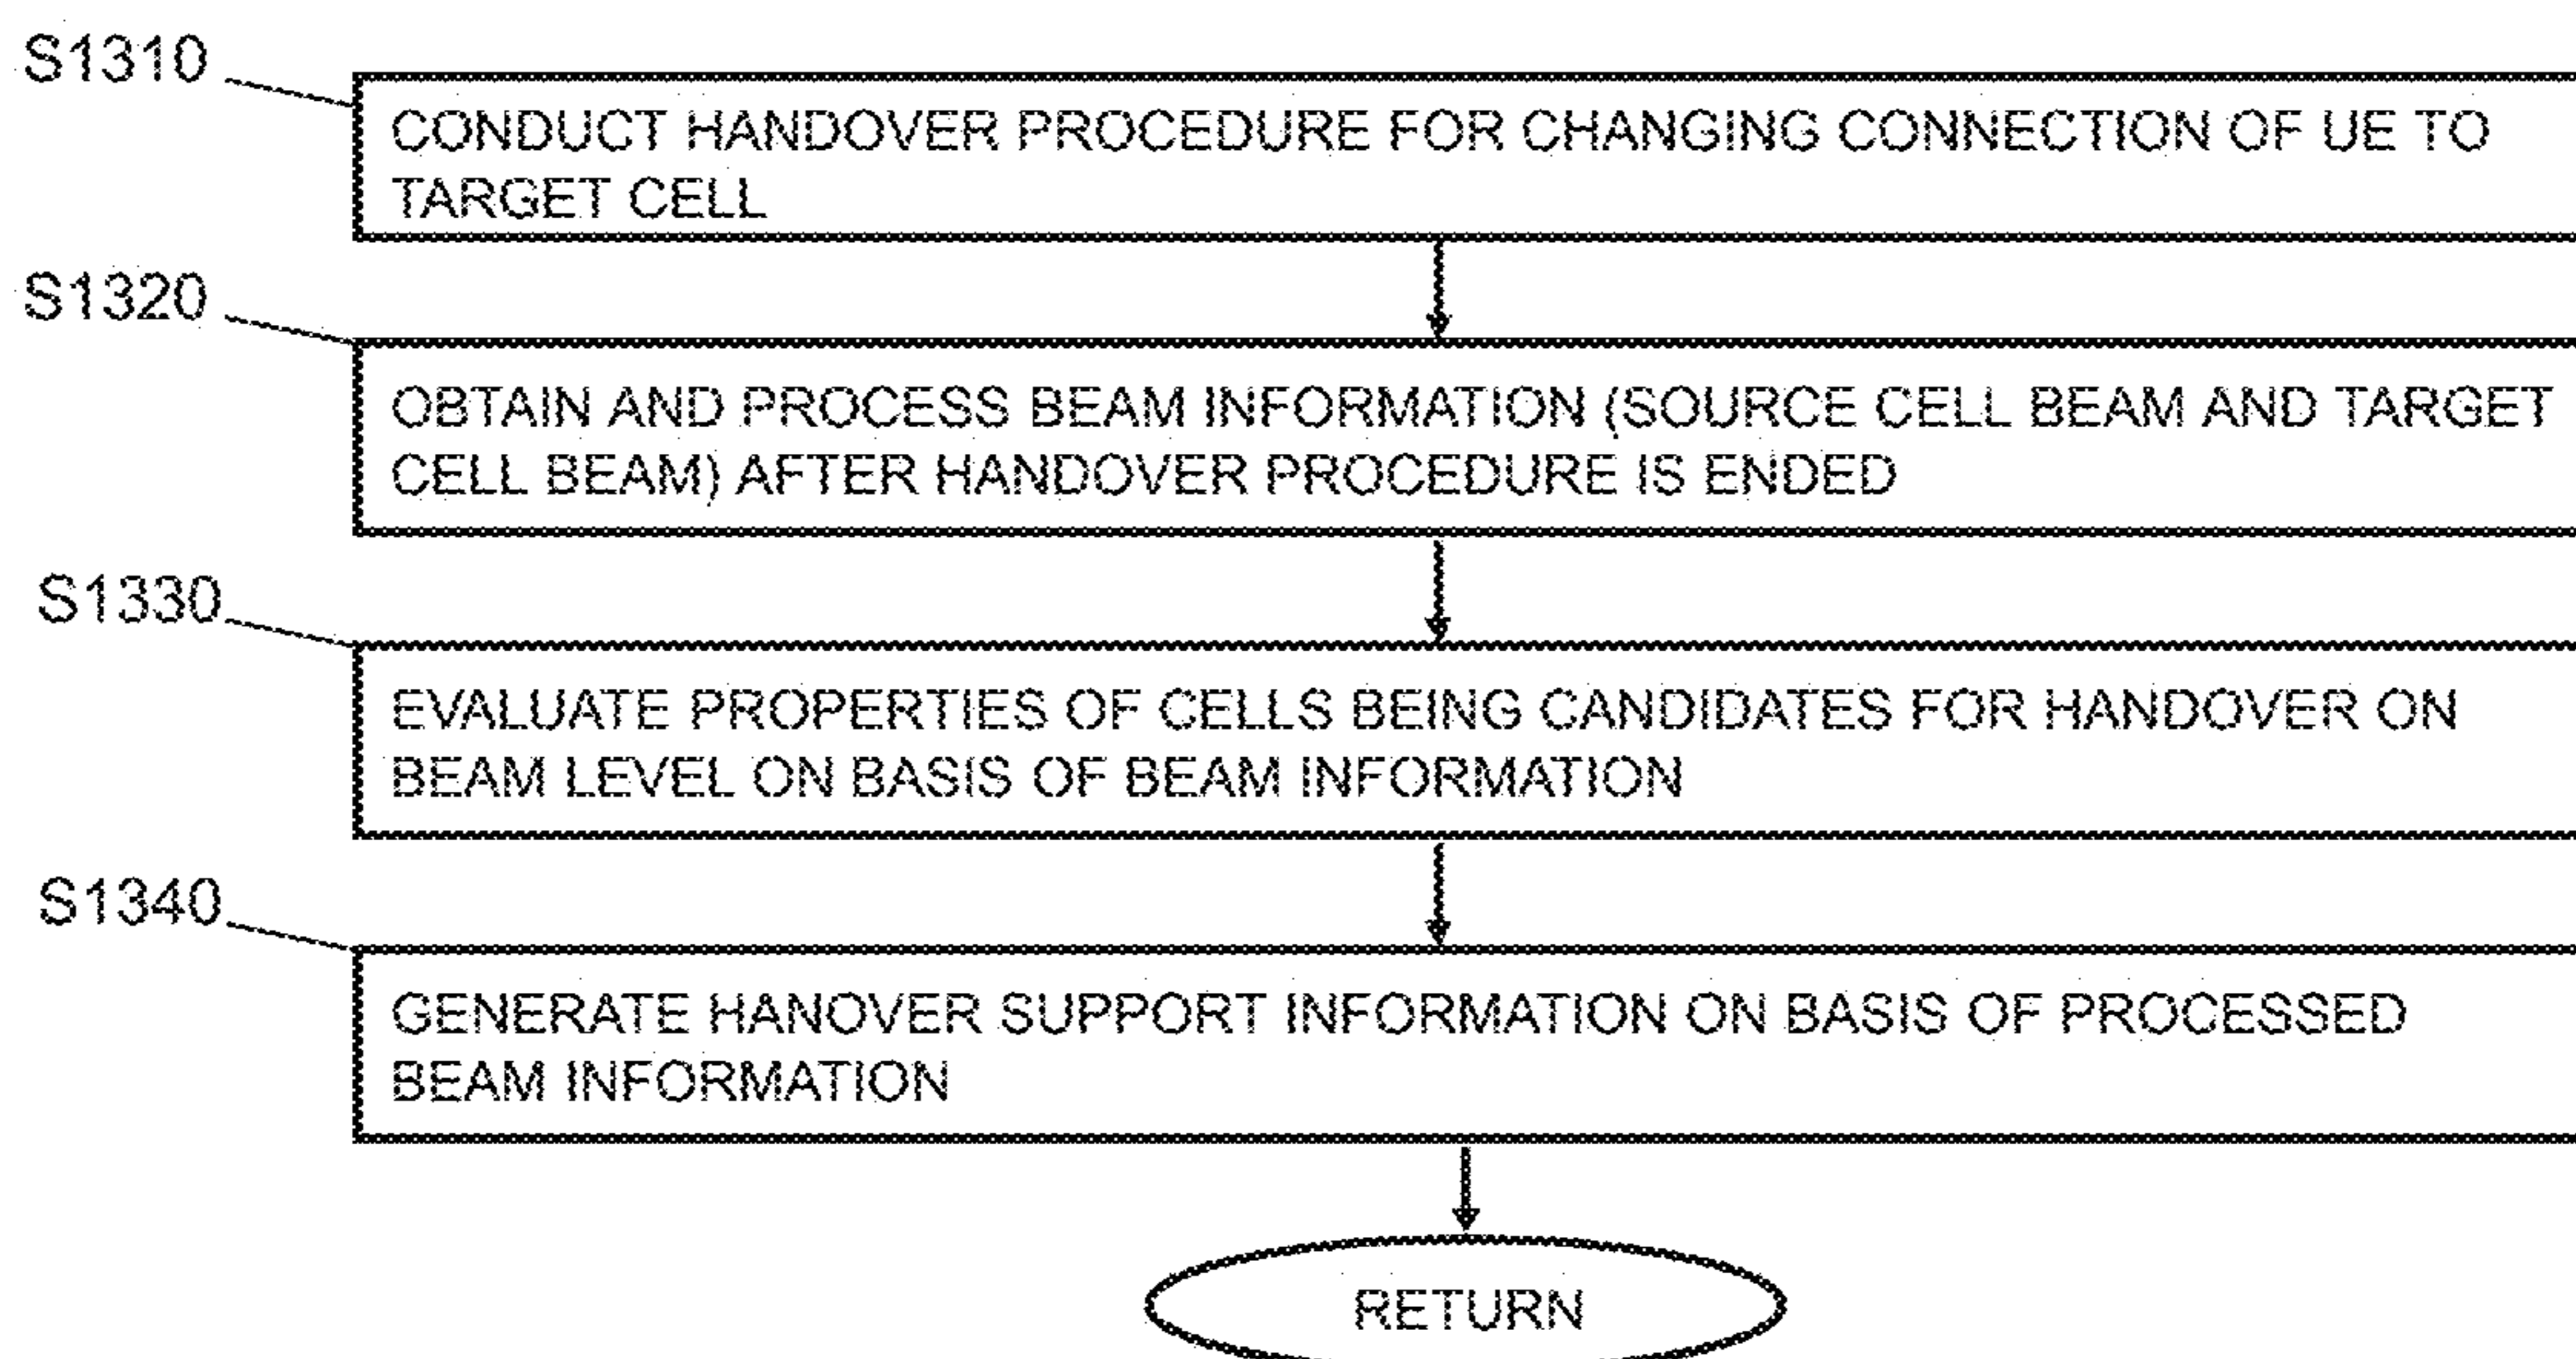 S1310
CONDUCT HANDOVER PROCEDURE FOR CHANGING CONNECTION OF UE TO
TARGET CELL
S1320
OBTAIN AND PROCESS BEAM INFORMATION (SOURCE CELL BEAM AND TARGET
CELL BEAM) AFTER HANDOVER PROCEDURE IS ENDED
S1330
EVALUATE PROPERTIES OF CELLS BEING CANDIDATES FOR HANDOVER ON
BEAM LEVEL ON BASIS OF BEAM INFORMATION
S1340
GENERATE HANOVER SUPPORT INFORMATION ON BASIS OF PROCESSED
BEAM INFORMATION
RETURN